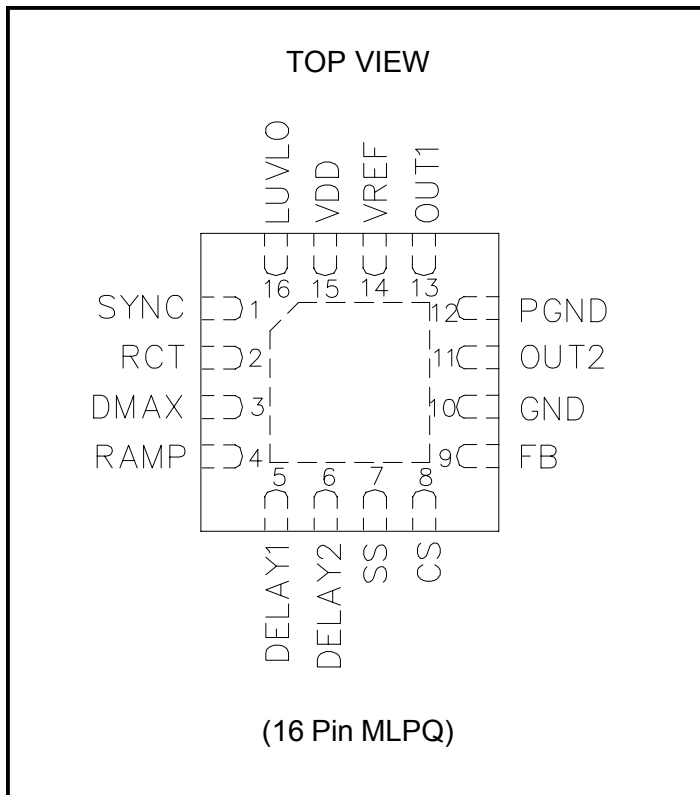 TOP VIEW
LUVLO
VDD
VREF
OUT1
16 15 14 13
SYNC 1
RCT 2
DMAX 3
RAMP 4
12 PGND
11 OUT2
10 GND
9 FB
5 6 7 8
DELAY1
DELAY2
SS
CS
(16 Pin MLPQ)